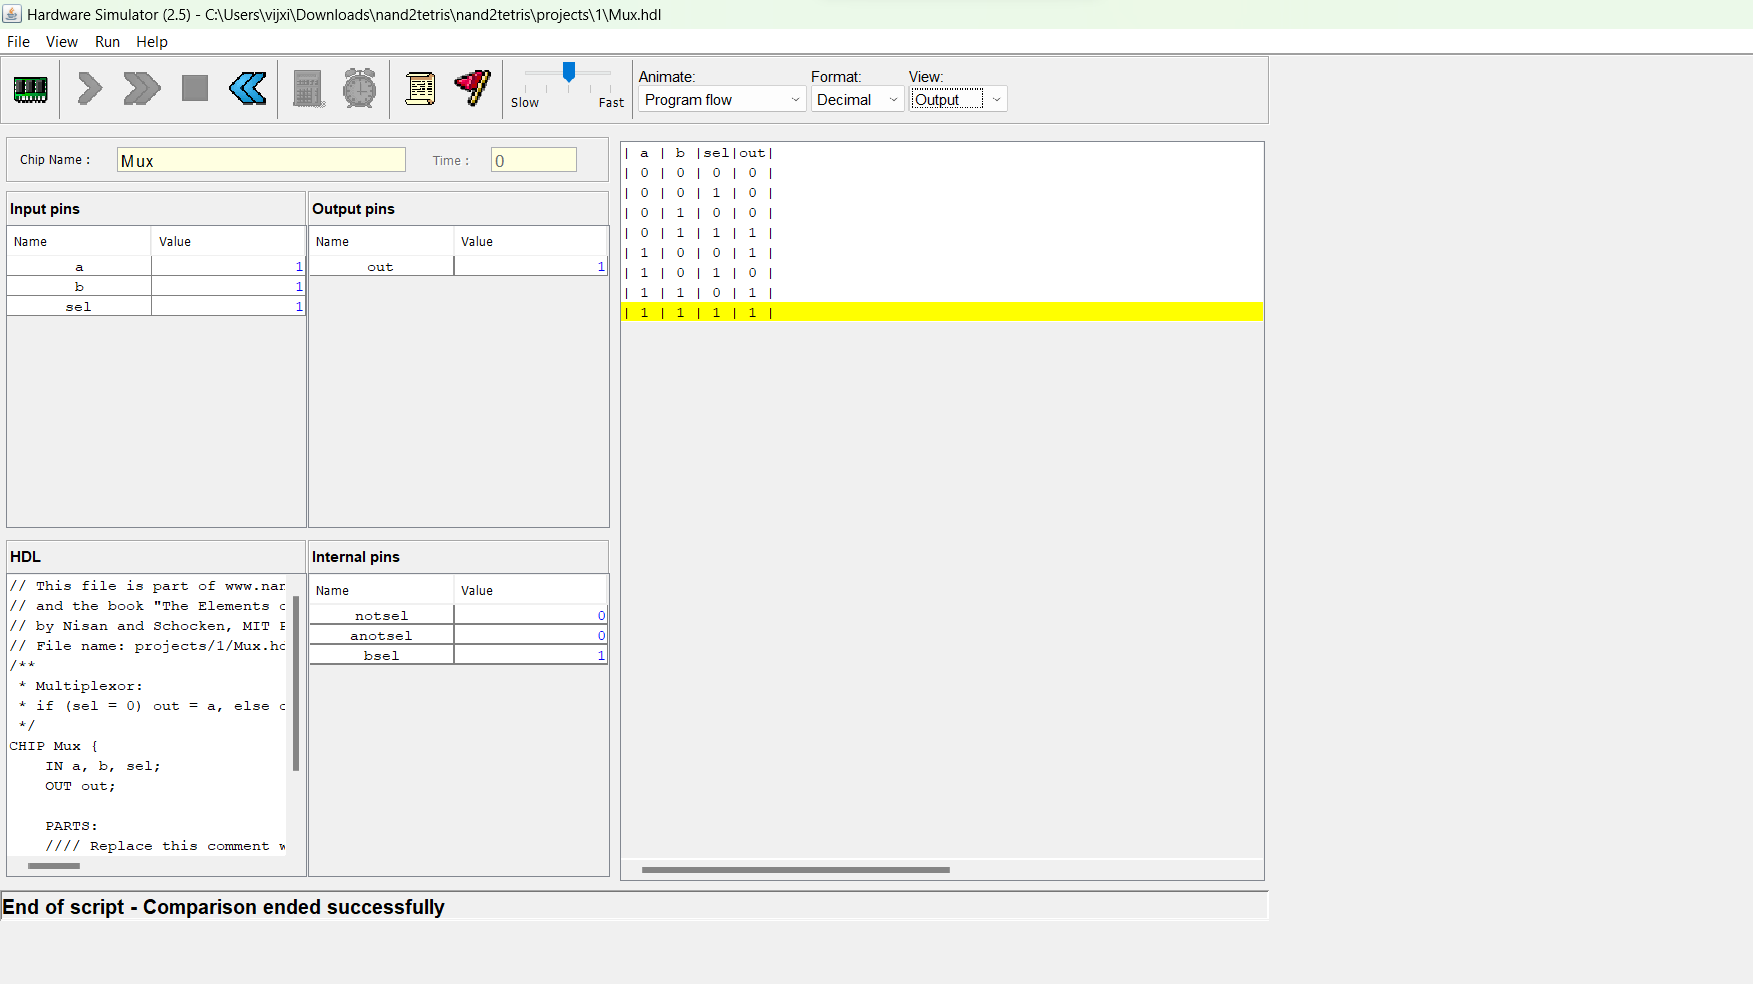 Hardware Simulator (2.5) - C:\Users\vijxi\Downloads\nand2tetris\nand2tetris\projects\1\Mux.hdl
File View Run Help
Slow Fast
Animate: Format: View:
Program flow Decimal Output
Chip Name : Mux Time : 0
Input pins
Name Value
a 1
b 1
sel 1
Output pins
Name Value
out 1
HDL
// This file is part of www.nan
// and the book "The Elements o
// by Nisan and Schocken, MIT P
// File name: projects/1/Mux.hd
/**
* Multiplexor:
* if (sel = 0) out = a, else o
*/
CHIP Mux {
IN a, b, sel;
OUT out;
PARTS:
//// Replace this comment w
Internal pins
Name Value
notsel 0
anotsel 0
bsel 1
| a | b |sel|out|
| 0 | 0 | 0 | 0 |
| 0 | 0 | 1 | 0 |
| 0 | 1 | 0 | 0 |
| 0 | 1 | 1 | 1 |
| 1 | 0 | 0 | 1 |
| 1 | 0 | 1 | 0 |
| 1 | 1 | 0 | 1 |
| 1 | 1 | 1 | 1 |
End of script - Comparison ended successfully